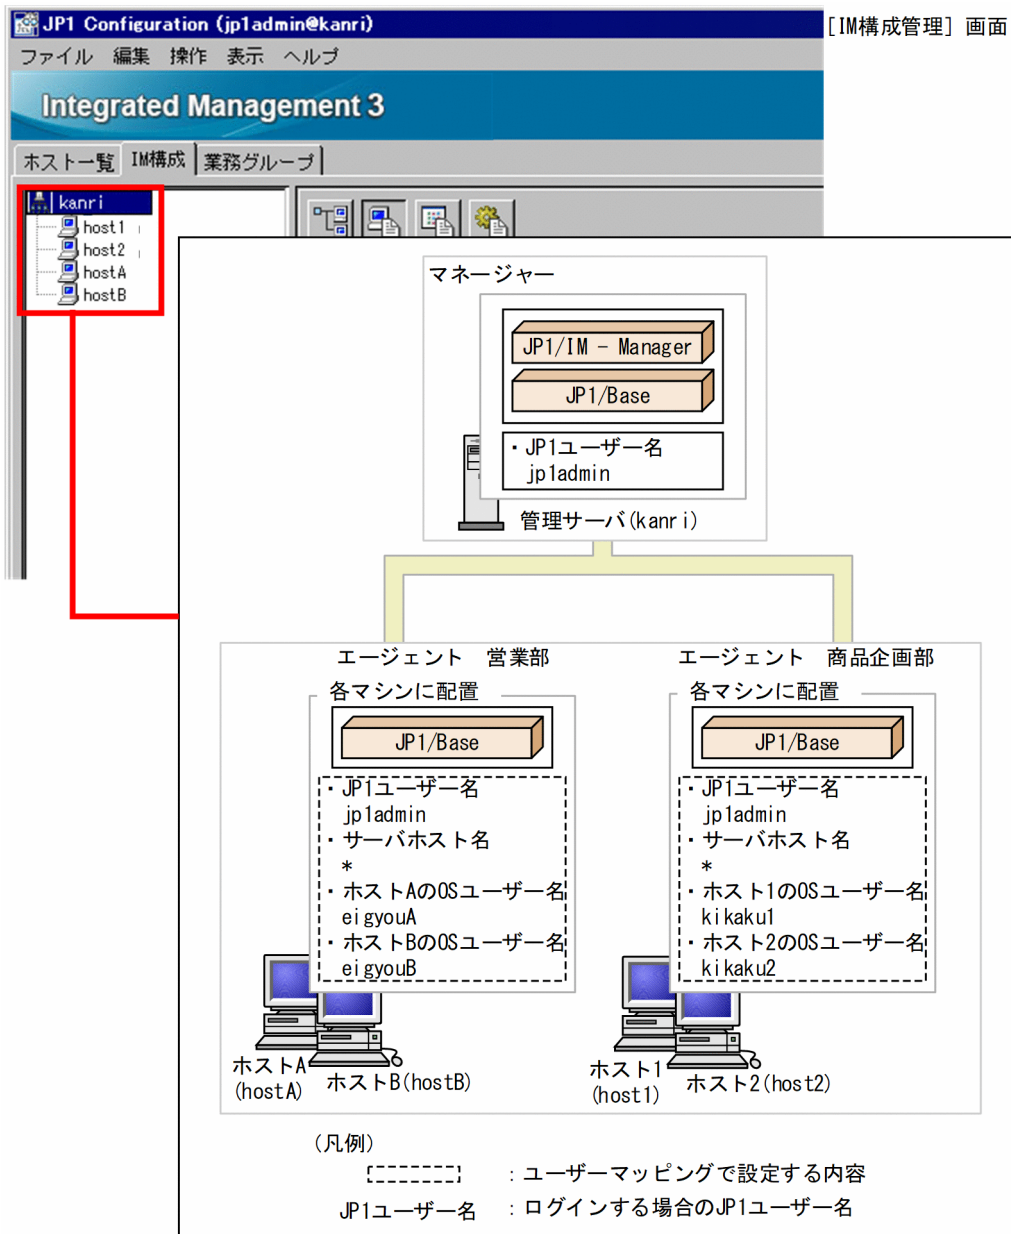 JP1 Configuration (jp1admin@kanri)
[IM構成管理] 画面
ファイル 編集 操作 表示 ヘルプ
Integrated Management 3
ホスト一覧 IM構成 業務グループ
kanri
host1
host2
hostA
hostB
マネージャー
JP1/IM - Manager
JP1/Base
・JP1ユーザー名
jp1admin
管理サーバ(kanri)
エージェント 営業部
各マシンに配置
JP1/Base
・JP1ユーザー名
jp1admin
・サーバホスト名
*
・ホストAのOSユーザー名
eigyouA
・ホストBのOSユーザー名
eigyouB
ホストA
(hostA)
ホストB(hostB)
エージェント 商品企画部
各マシンに配置
JP1/Base
・JP1ユーザー名
jp1admin
・サーバホスト名
*
・ホスト1のOSユーザー名
kikaku1
・ホスト2のOSユーザー名
kikaku2
ホスト1
(host1)
ホスト2(host2)
(凡例)
：ユーザーマッピングで設定する内容
JP1ユーザー名 ：ログインする場合のJP1ユーザー名